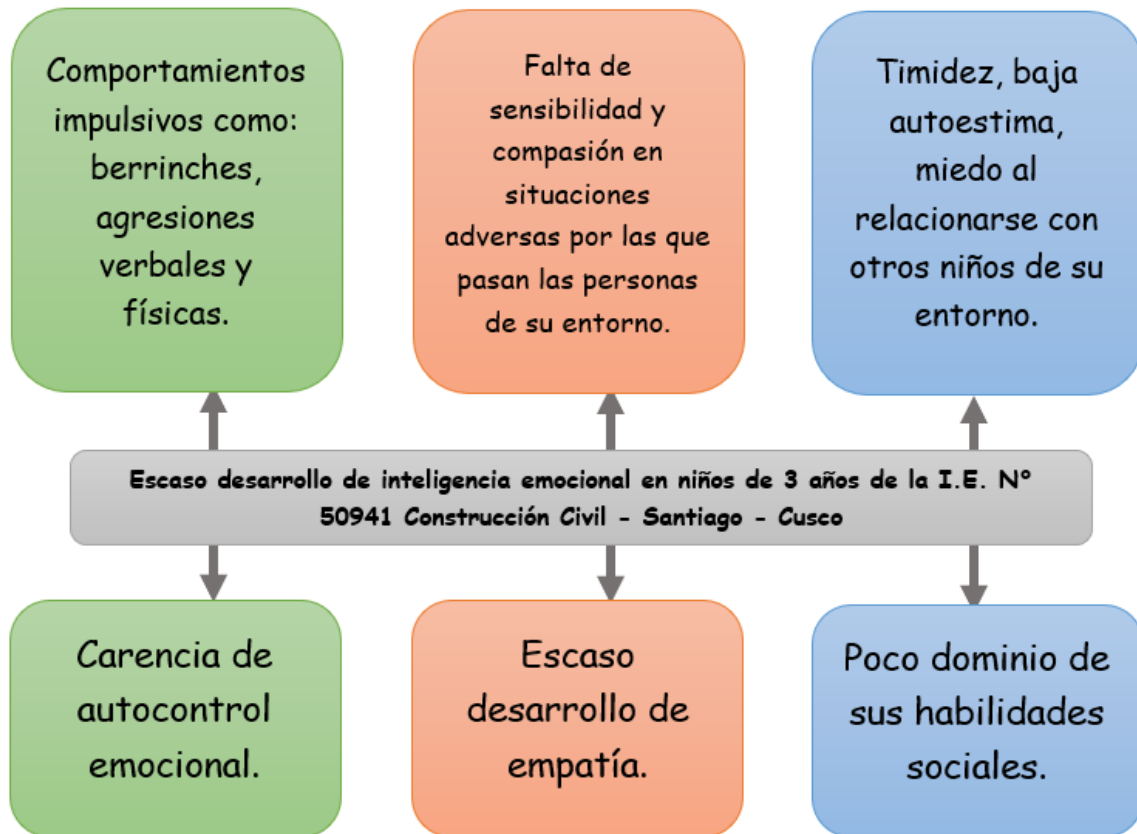 Comportamientos
impulsivos como:
berrinches,
agresiones
verbales y
físicas.
Falta de
sensibilidad y
compasión en
situaciones
adversas por las que
pasan las personas
de su entorno.
Timidez, baja
autoestima,
miedo al
relacionarse con
otros niños de su
entorno.
Escaso desarrollo de inteligencia emocional en niños de 3 años de la I.E. N°
50941 Construcción Civil - Santiago - Cusco
Carencia de
autocontrol
emocional.
Escaso
desarrollo de
empatía.
Poco dominio de
sus habilidades
sociales.